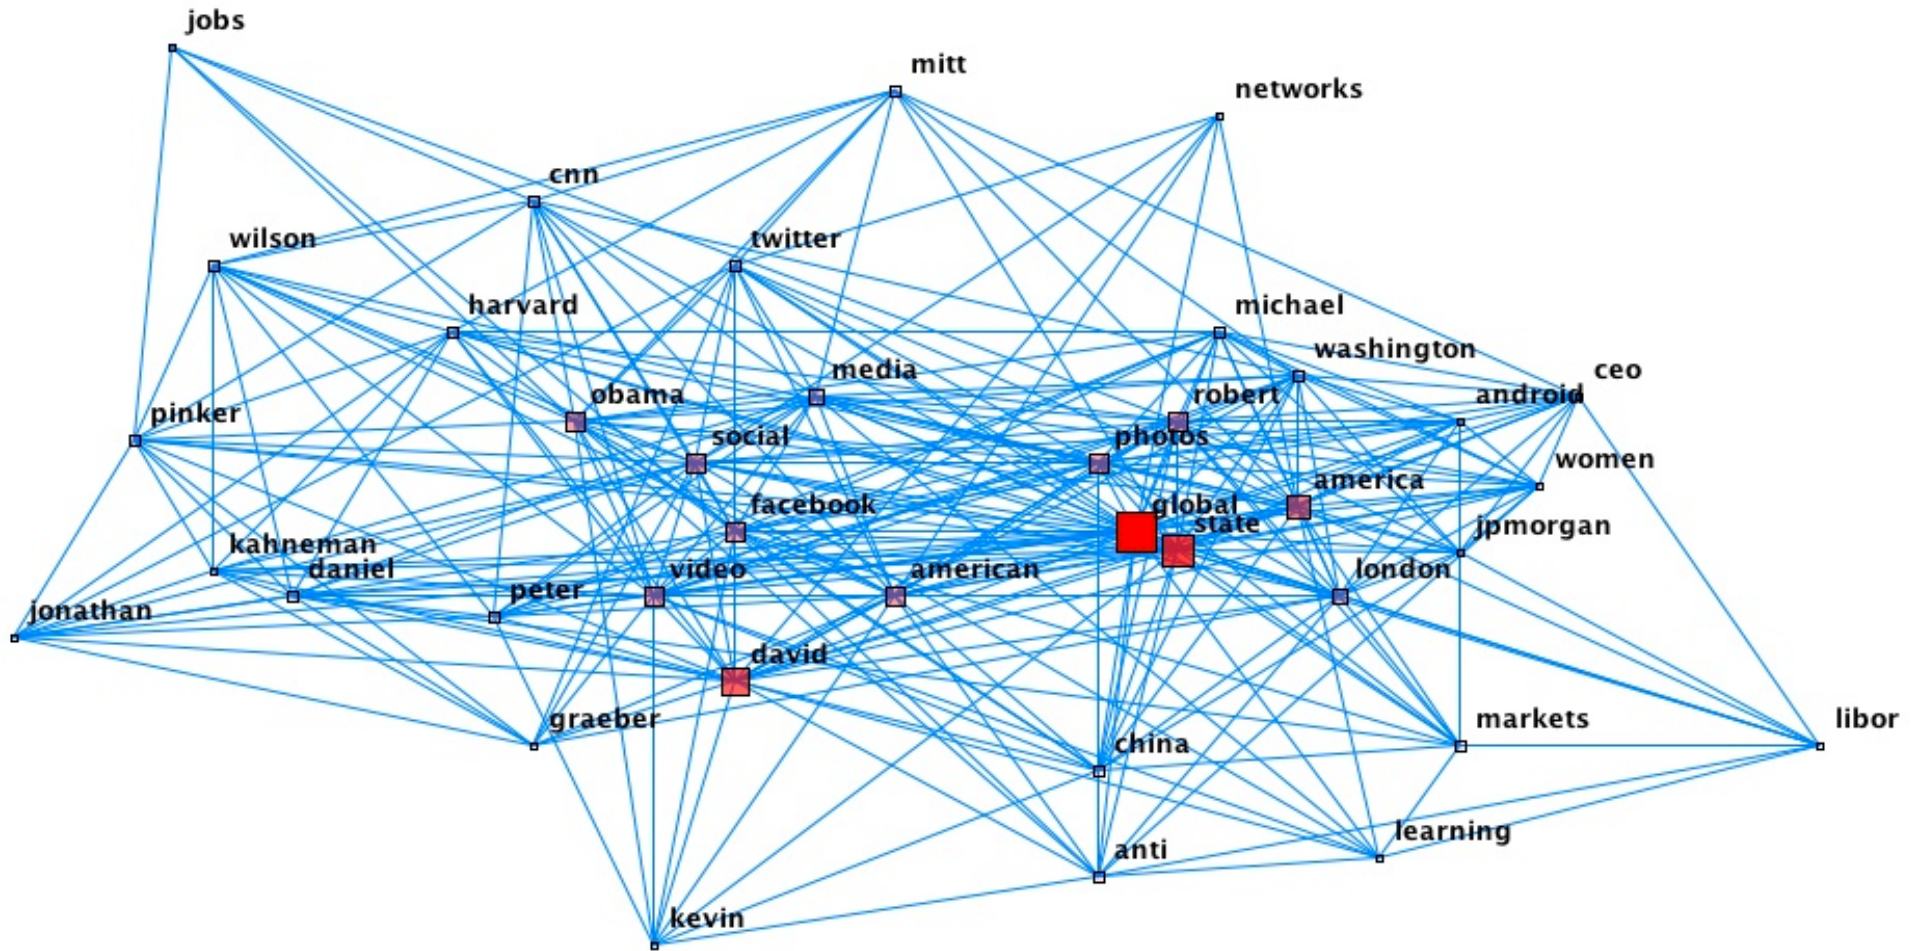 jobs
mitt
networks
cnn
wilson
twitter
harvard
michael
washington
media
ceo
obama
robert
android
pinker
social
photos
women
america
facebook
global
state
jpmorgan
kahneman
daniel
video
american
london
peter
jonathan
david
graeber
markets
libor
china
learning
anti
kevin